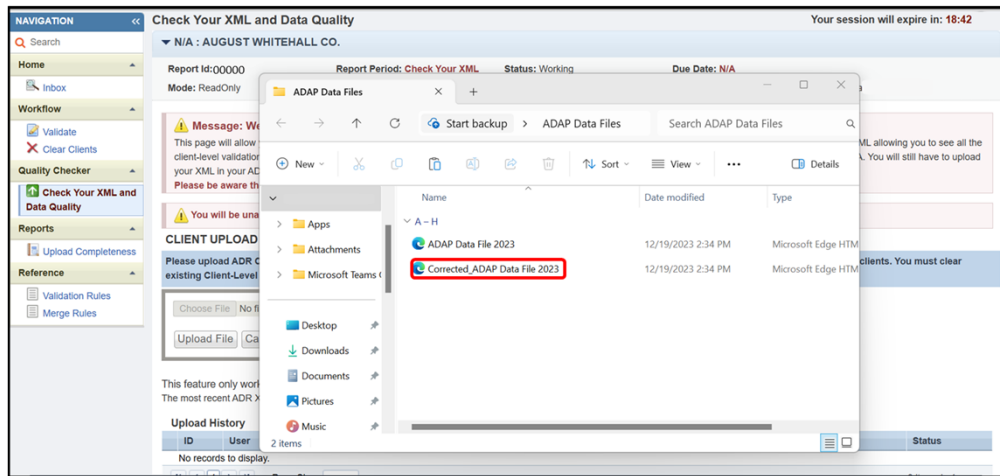 NAVIGATION «
Search
Home
Inbox
Workflow
Validate
Clear Clients
Quality Checker
Check Your XML and
Data Quality
Reports
Upload Completeness
Reference
Validation Rules
Merge Rules
Check Your XML and Data Quality
Your session will expire in: 18:42
N/A : AUGUST WHITEHALL CO.
Report Id:00000 Report Period: Check Your XML Status: Working Due Date: N/A
Mode: ReadOnly
Message:
This page will allow
ML allowing you to see all the
client-level validation
You will still have to upload
your XML in your AD
Please be aware
You will be una
CLIENT UPLOAD
Please upload ADR C
clients. You must clear
existing Client-Level
Choose File No fi
Upload File Ca
This feature only work
The most recent ADR X
Upload History
ID User
Status
No records to display.
ADAP Data Files
Start backup > ADAP Data Files
Search ADAP Data Files
New
Sort
View
Details
Name Date modified Type
Apps
Attachments
Microsoft Teams
Desktop
Downloads
Documents
Pictures
Music
A – H
ADAP Data File 2023 12/19/2023 2:34 PM Microsoft Edge HTM
Corrected_ADAP Data File 2023 12/19/2023 2:34 PM Microsoft Edge HTM
2 items